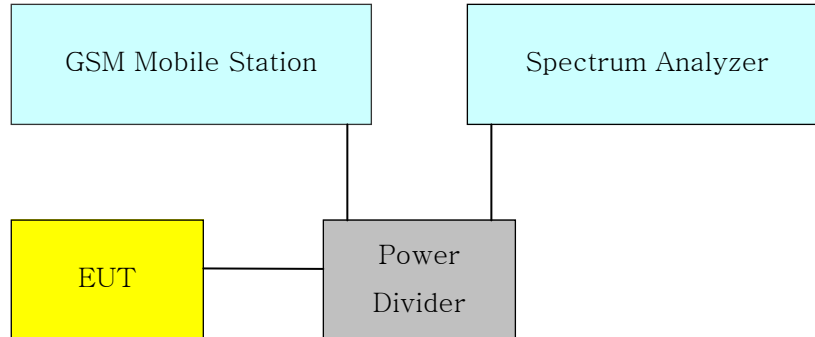 GSM Mobile Station
Spectrum Analyzer
EUT
Power
Divider